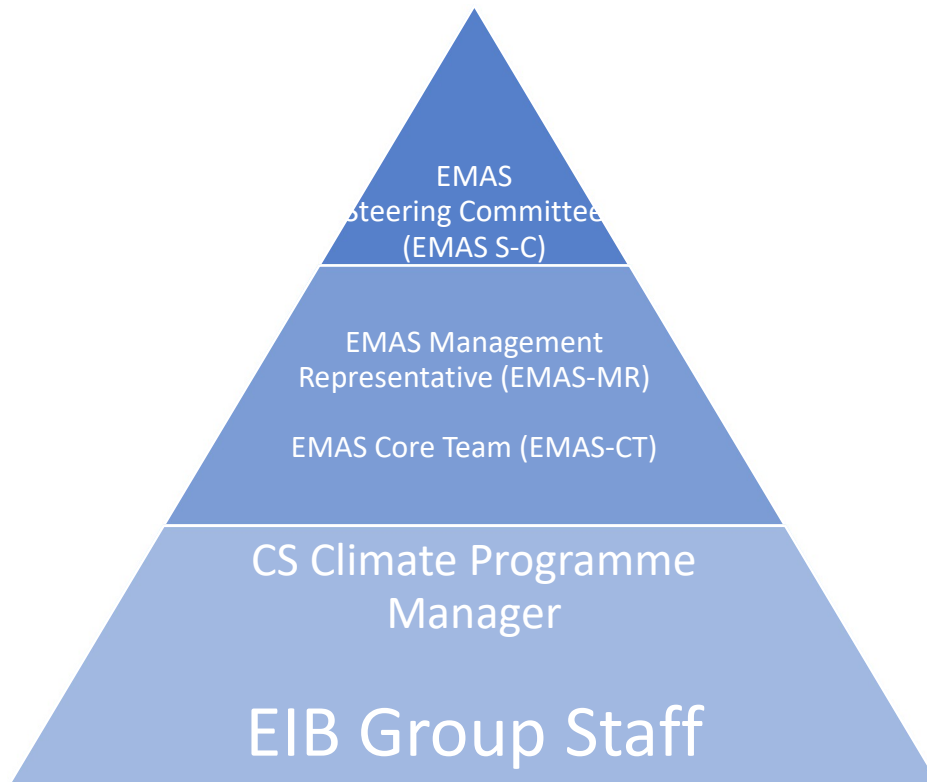 EMAS
Steering Committee
(EMAS S-C)
EMAS Management
Representative (EMAS-MR)
EMAS Core Team (EMAS-CT)
CS Climate Programme
Manager
EIB Group Staff